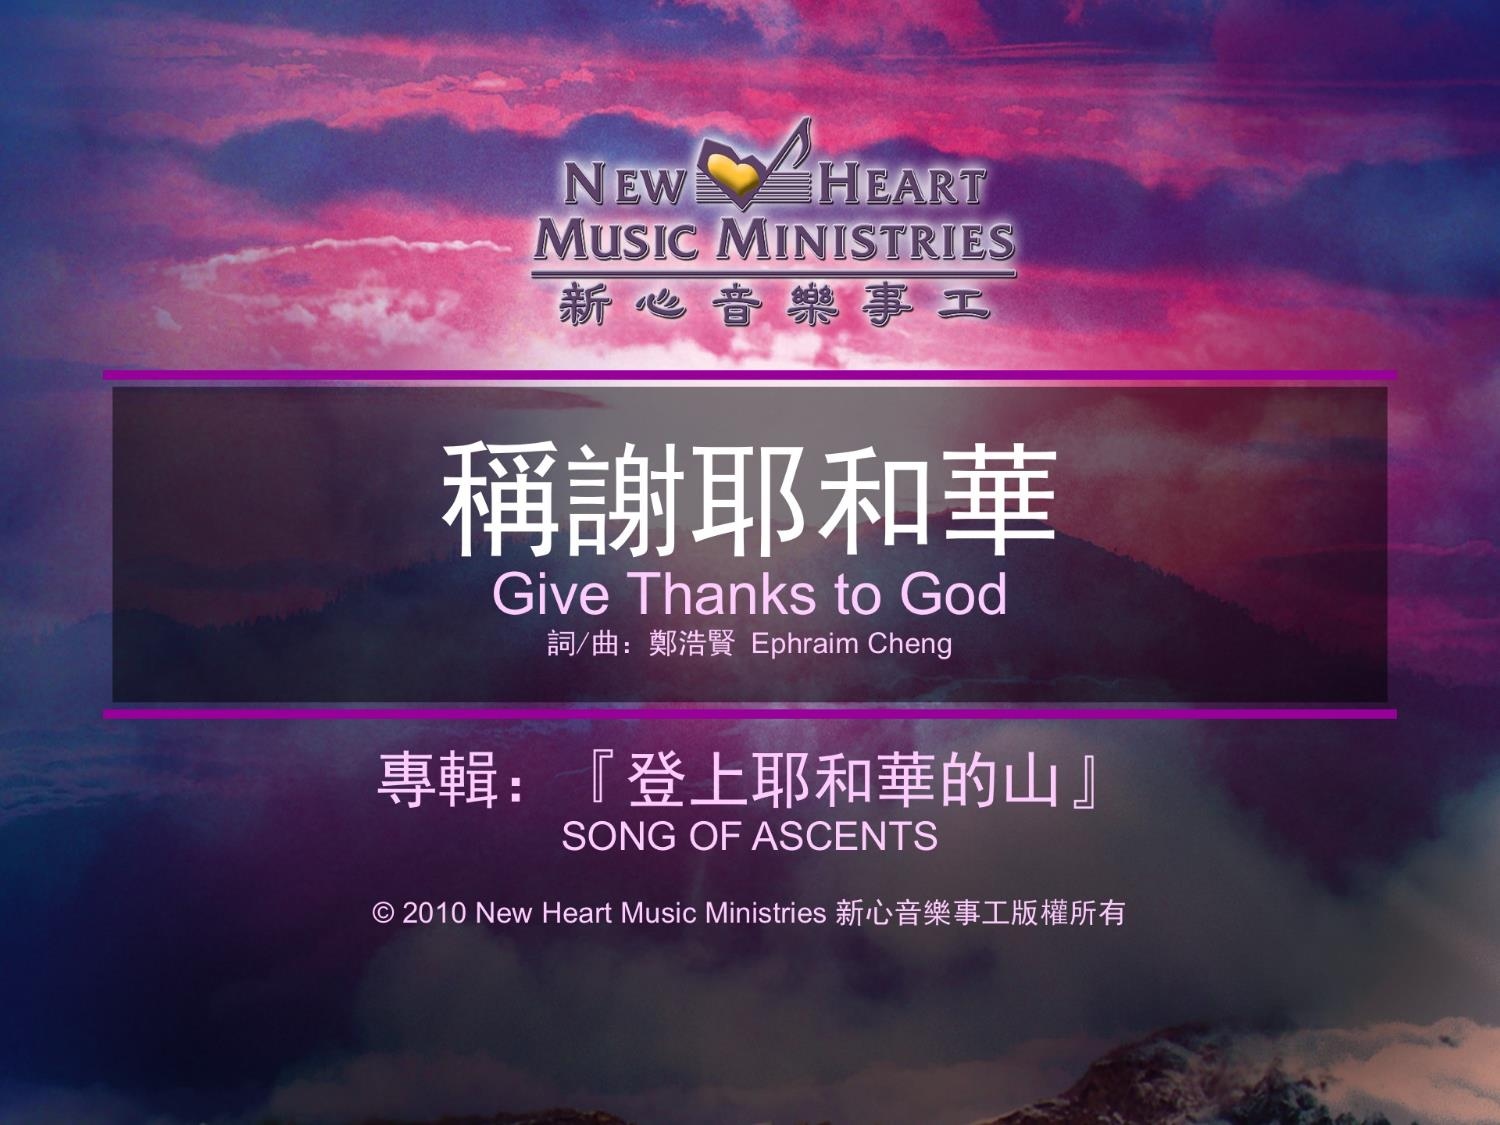 NEW HEART
MUSIC MINISTRIES
新心音樂事工
稱謝耶和華
Give Thanks to God
詞/曲：鄭浩賢 Ephraim Cheng
專輯：『登上耶和華的山』
SONG OF ASCENTS
© 2010 New Heart Music Ministries 新心音樂事工版權所有